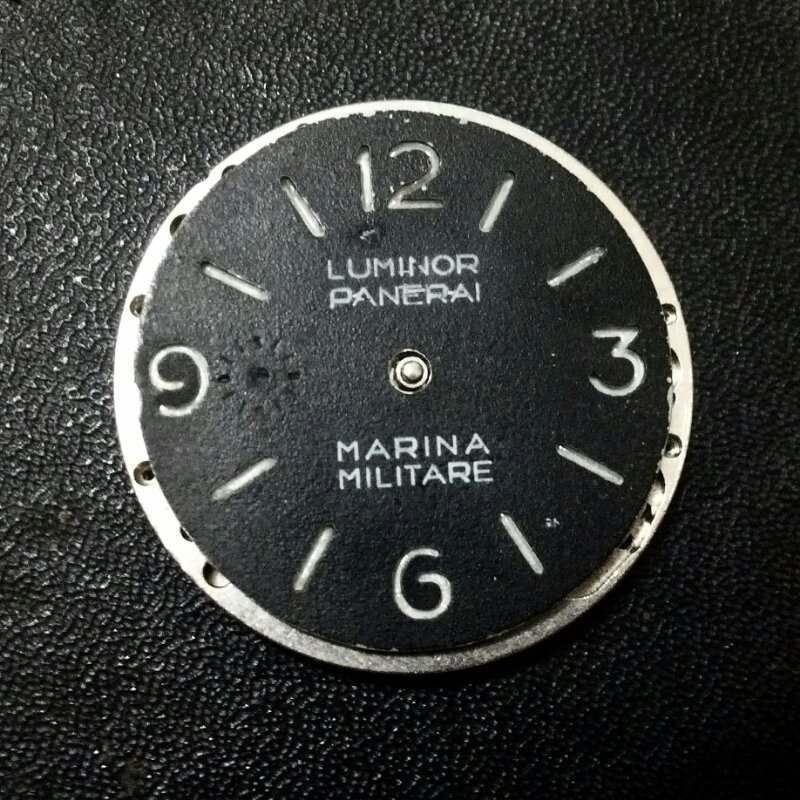 12
LUMINOR
PANERAI
9
3
MARINA
MILITARE
6